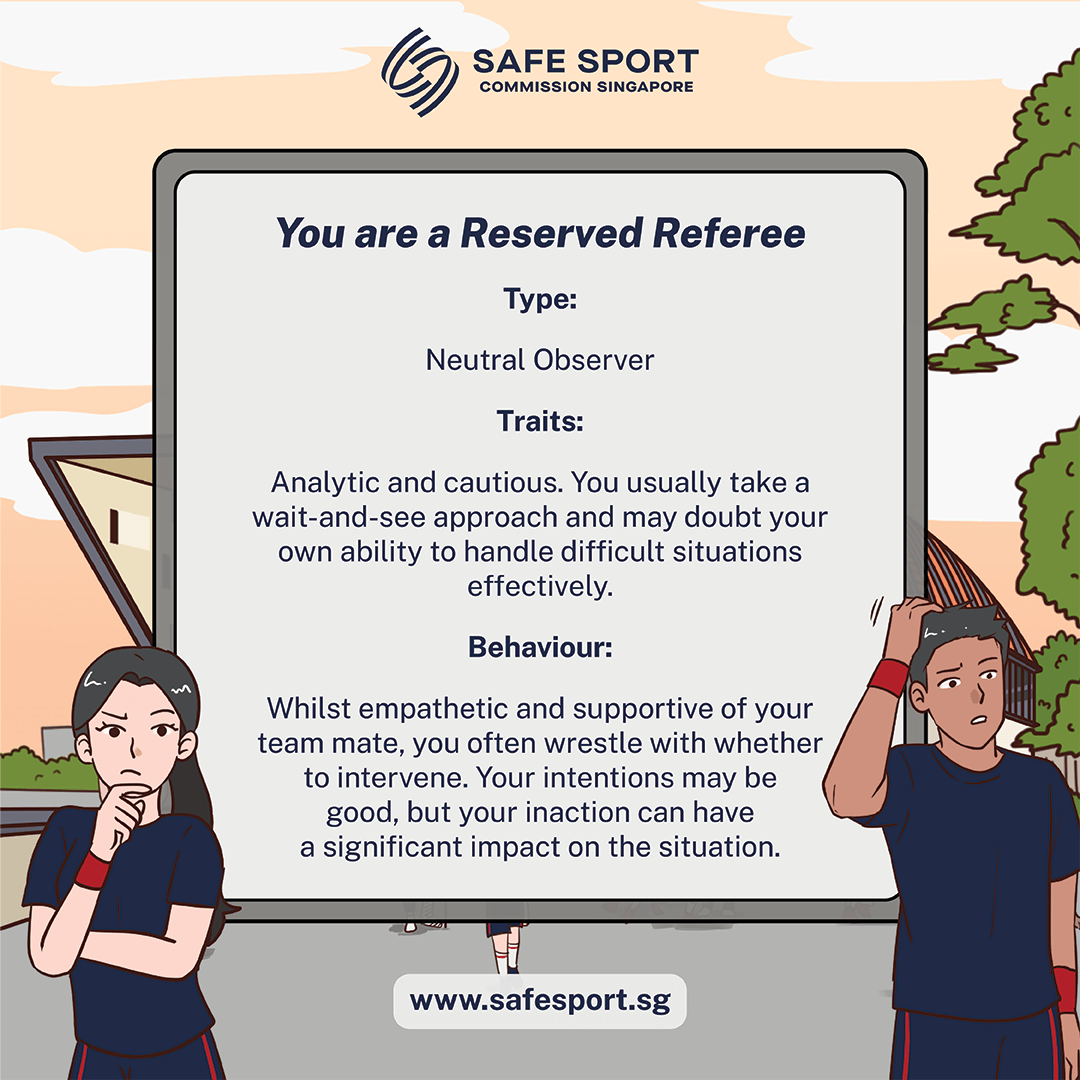 SAFE SPORT
COMMISSION SINGAPORE
You are a Reserved Referee
Type:
Neutral Observer
Traits:
Analytic and cautious. You usually take a
wait-and-see approach and may doubt your
own ability to handle difficult situations
effectively.
Behaviour:
Whilst empathetic and supportive of your
team mate, you often wrestle with whether
to intervene. Your intentions may be
good, but your inaction can have
a significant impact on the situation.
www.safesport.sg